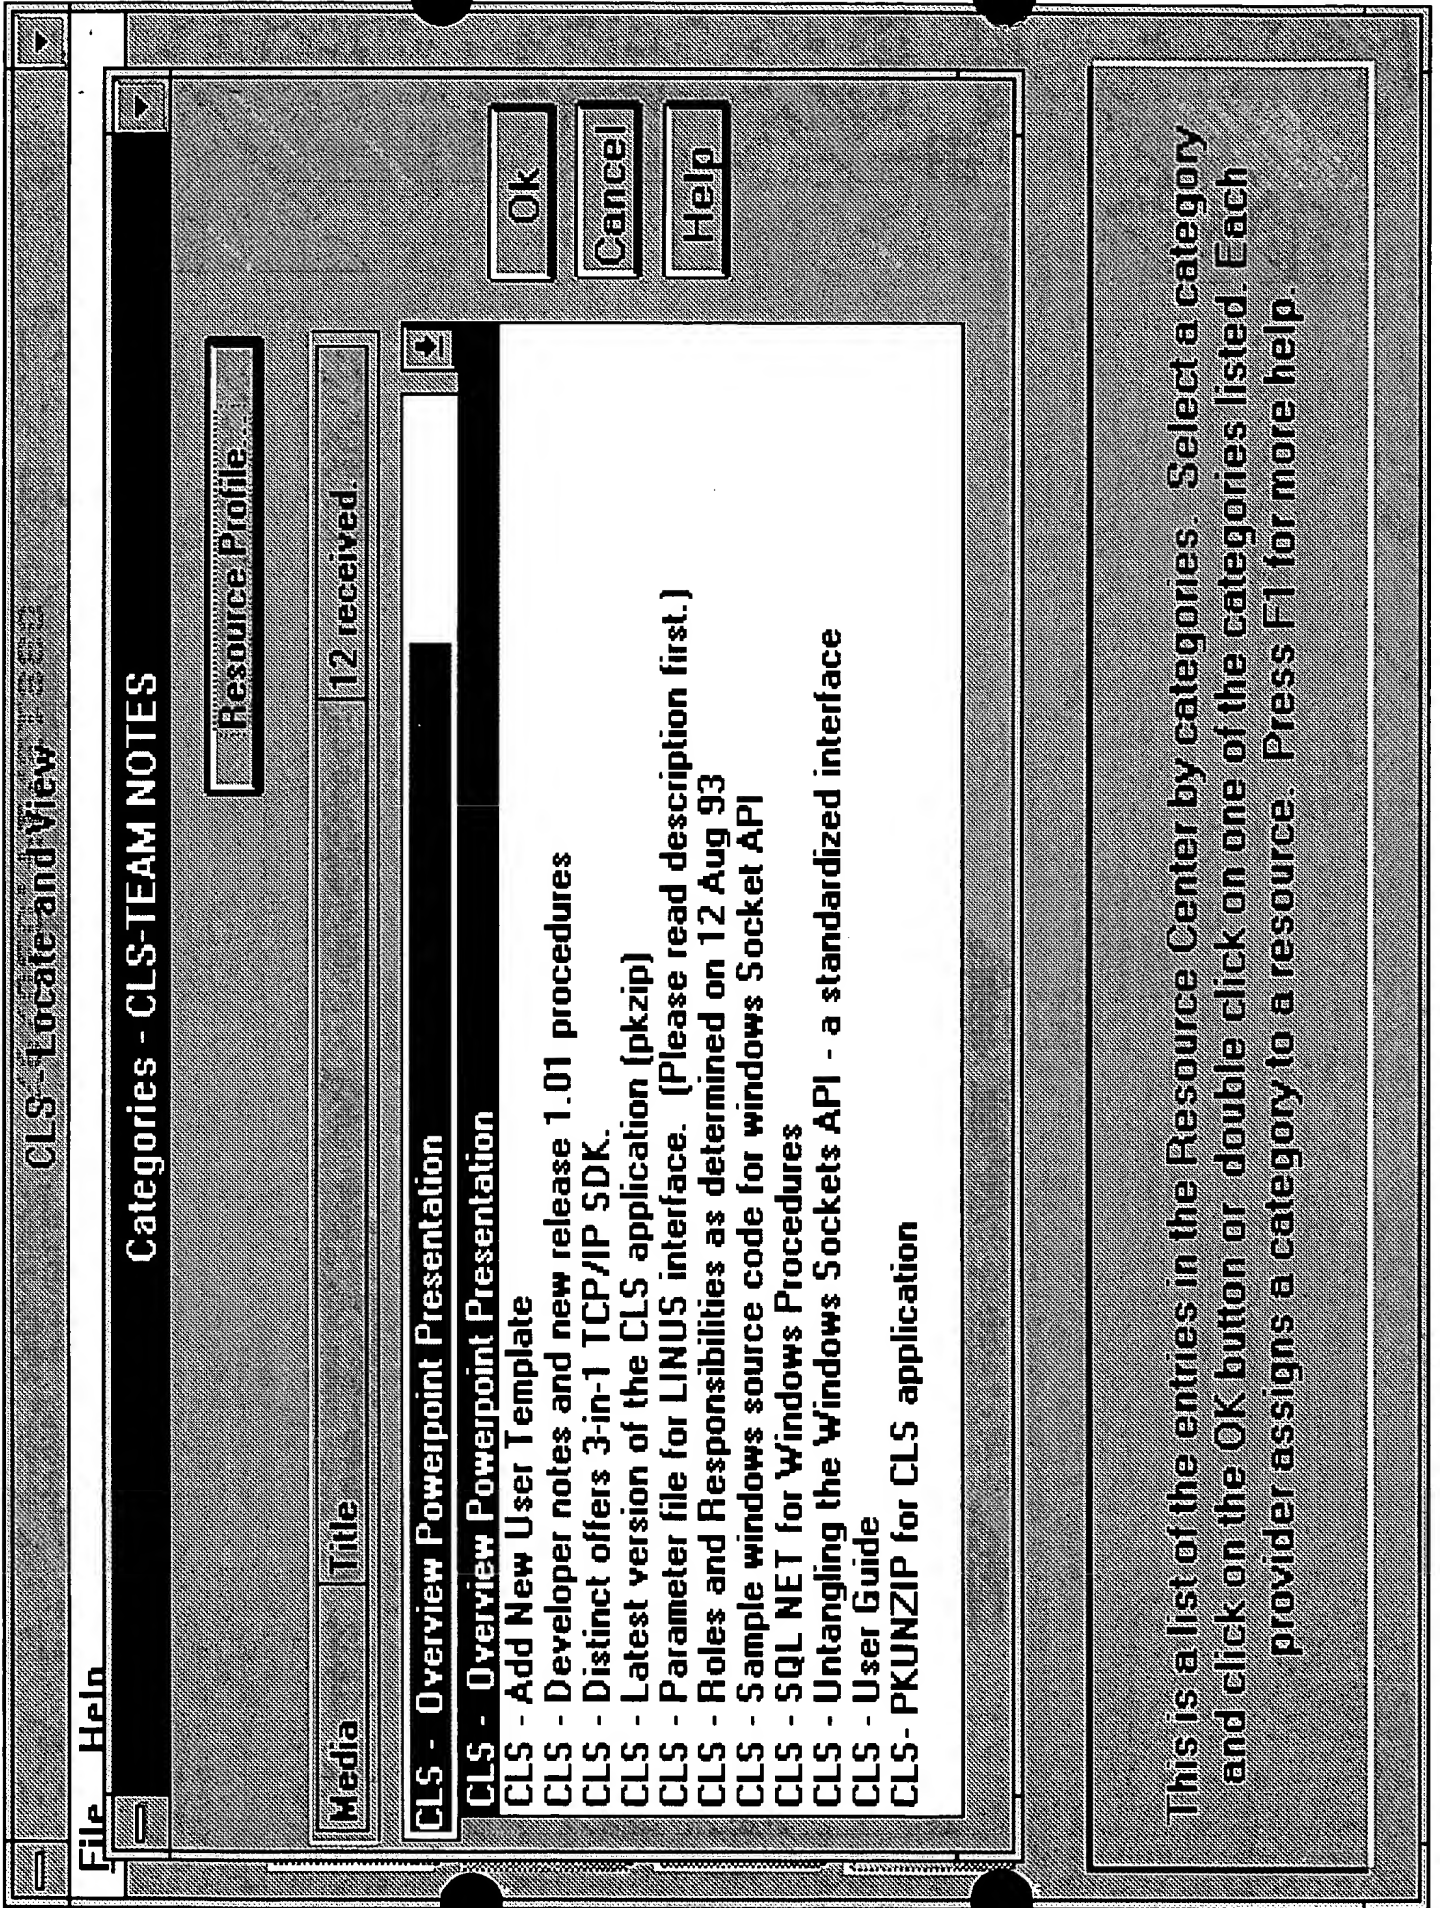 CLS - Locate and View
File Help
Categories - CLS-TEAM NOTES
Resource Profile...
Media Title 12 received.
CLS - Overview Powerpoint Presentation
CLS - Overview Powerpoint Presentation
CLS - Add New User Template
CLS - Developer notes and new release 1.01 procedures
CLS - Distinct offers 3-in-1 TCP/IP SDK.
CLS - Latest version of the CLS application (pkzip)
CLS - Parameter file for LINUS interface. (Please read description first.)
CLS - Roles and Responsibilities as determined on 12 Aug 93
CLS - Sample windows source code for windows Socket API
CLS - SQL NET for Windows Procedures
CLS - Untangling the Windows Sockets API - a standardized interface
CLS - User Guide
CLS- PKUNZIP for CLS application
Ok
Cancel
Help
This is a list of the entries in the Resource Center by categories. Select a category
and click on the OK button or double click on one of the categories listed. Each
provider assigns a category to a resource. Press F1 for more help.